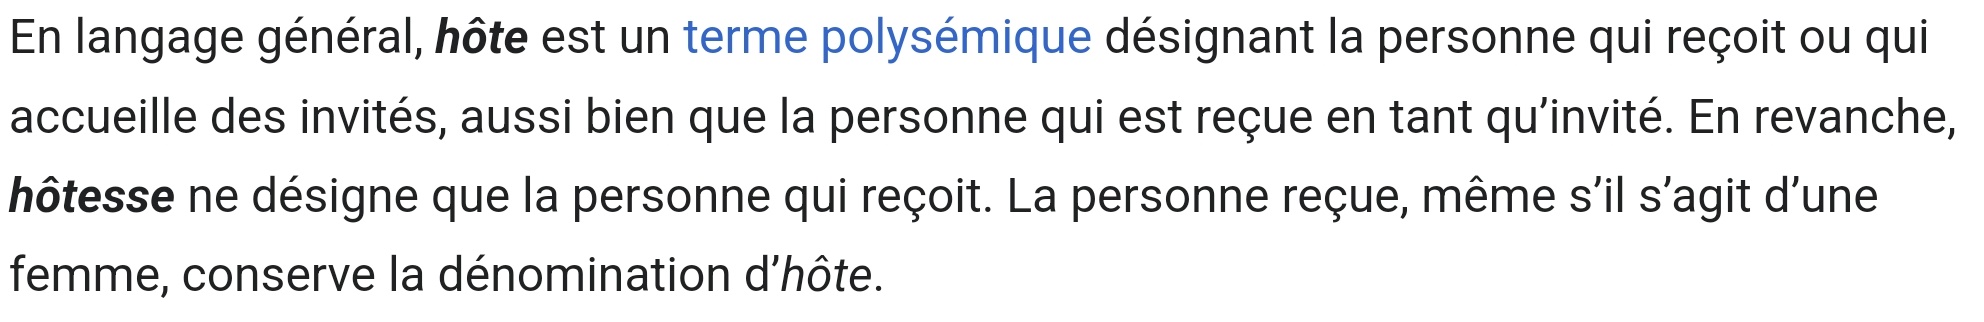 En langage général, hôte est un terme polysémique désignant la personne qui reçoit ou qui
accueille des invités, aussi bien que la personne qui est reçue en tant qu’invité. En revanche,
hôtesse ne désigne que la personne qui reçoit. La personne reçue, même s’il s’agit d’une
femme, conserve la dénomination d’hôte.